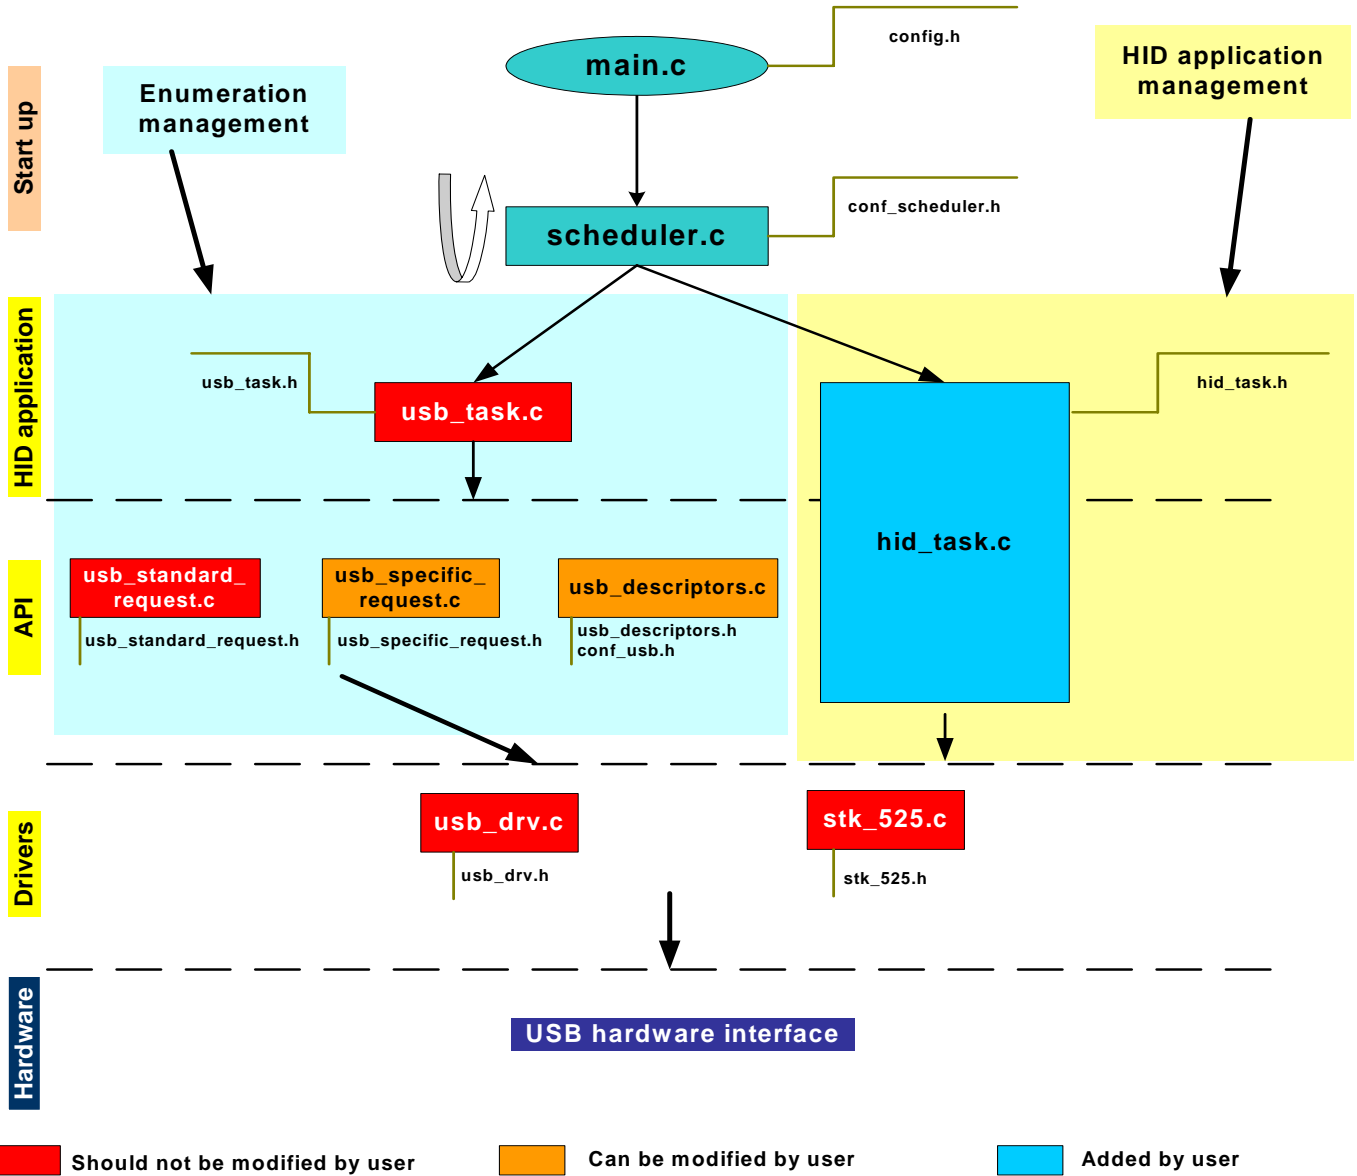 config.h
main.c
HID application
management
Enumeration
management
Start up
conf_scheduler.h
scheduler.c
HID application
usb_task.h
usb_task.c
hid_task.h
hid_task.c
API
usb_standard_
request.c
usb_standard_request.h
usb_specific_
request.c
usb_specific_request.h
usb_descriptors.c
usb_descriptors.h
conf_usb.h
Drivers
usb_drv.c
usb_drv.h
stk_525.c
stk_525.h
Hardware
USB hardware interface
Should not be modified by user
Can be modified by user
Added by user